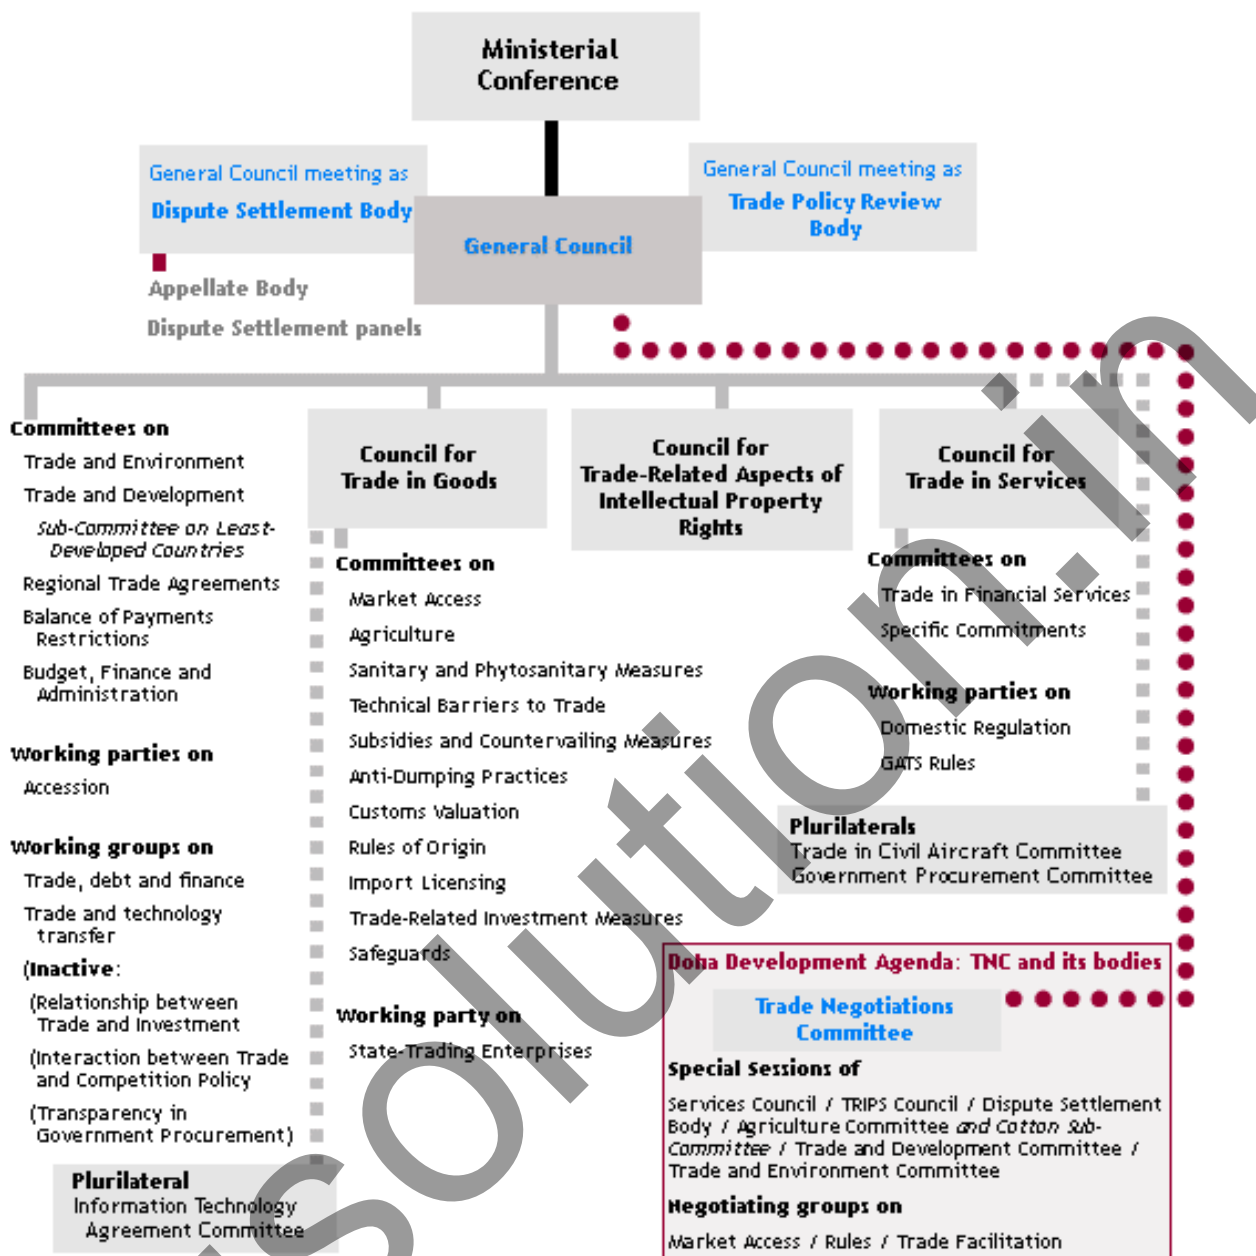 Ministerial
Conference
General Council meeting as
Dispute Settlement Body
General Council meeting as
Trade Policy Review
Body
General Council
Appellate Body
Dispute Settlement panels
Committees on
Trade and Environment
Trade and Development
Sub-Committee on Least-
Developed Countries
Regional Trade Agreements
Balance of Payments
Restrictions
Budget, Finance and
Administration
Working parties on
Accession
Working groups on
Trade, debt and finance
Trade and technology
transfer
(Inactive:
(Relationship between
Trade and Investment
(Interaction between Trade
and Competition Policy
(Transparency in
Government Procurement)
Plurilateral
Information Technology
Agreement Committee
Council for
Trade in Goods
Committees on
Market Access
Agriculture
Sanitary and Phytosanitary Measures
Technical Barriers to Trade
Subsidies and Countervailing Measures
Anti-Dumping Practices
Customs Valuation
Rules of Origin
Import Licensing
Trade-Related Investment Measures
Safeguards
Working party on
State-Trading Enterprises
Council for
Trade-Related Aspects of
Intellectual Property
Rights
Council for
Trade in Services
Committees on
Trade in Financial Services
Specific Commitments
Working parties on
Domestic Regulation
GATS Rules
Plurilaterals
Trade in Civil Aircraft Committee
Government Procurement Committee
Doha Development Agenda: TNC and its bodies
Trade Negotiations
Committee
Special Sessions of
Services Council / TRIPS Council / Dispute Settlement
Body / Agriculture Committee and Cotton Sub-
Committee / Trade and Development Committee /
Trade and Environment Committee
Negotiating groups on
Market Access / Rules / Trade Facilitation
solution.in